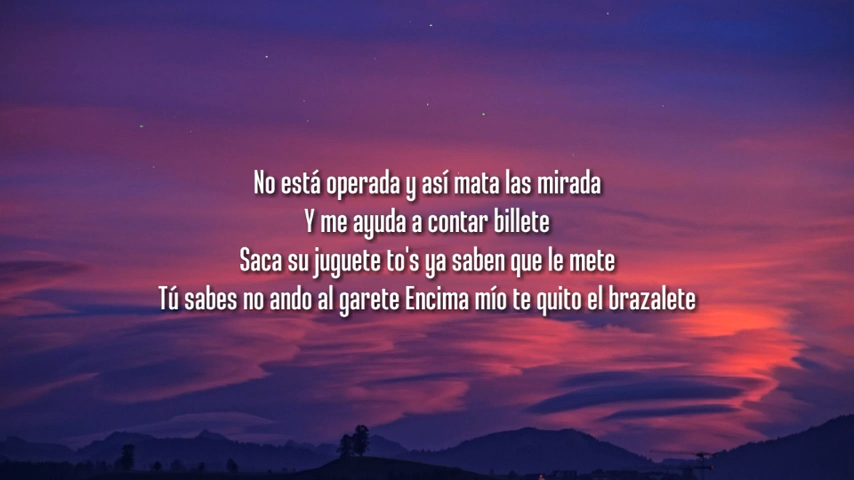 No está operada y así mata las mirada
Y me ayuda a contar billete
Saca su juguete to's ya saben que le mete
Tú sabes no ando al garete Encima mío te quito el brazalete